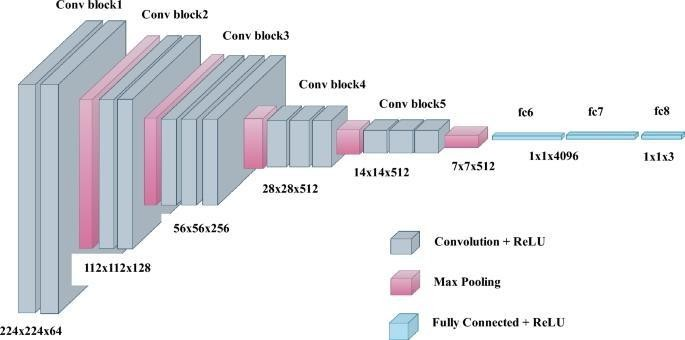 Conv block1
Conv block2
Conv block3
Conv block4
Conv block5
fc6
fc7
fc8
224x224x64
112x112x128
56x56x256
28x28x512
14x14x512
7x7x512
1x1x4096
1x1x3
Convolution + ReLU
Max Pooling
Fully Connected + ReLU